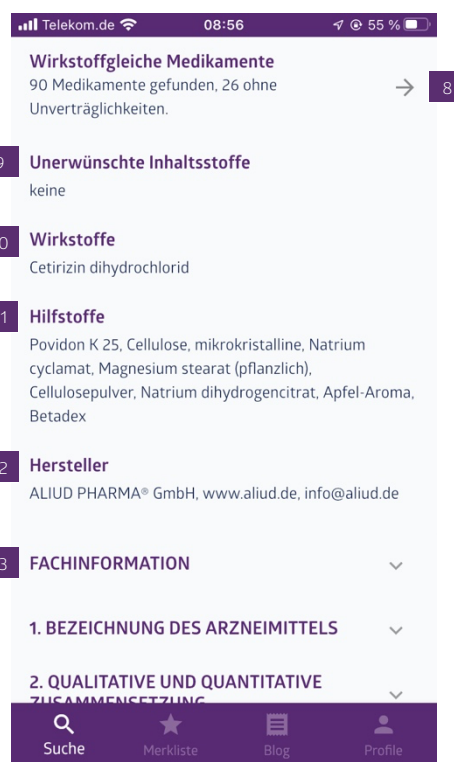 Telekom.de 08:56 55 %
Wirkstoffgleiche Medikamente
90 Medikamente gefunden, 26 ohne
Unverträglichkeiten.
8
9
Unerwünschte Inhaltsstoffe
keine
0
Wirkstoffe
Cetirizin dihydrochlorid
1
Hilfstoffe
Povidon K 25, Cellulose, mikrokristalline, Natrium
cyclamat, Magnesium stearat (pflanzlich),
Cellulosepulver, Natrium dihydrogencitrat, Apfel-Aroma,
Betadex
2
Hersteller
ALIUD PHARMA® GmbH, www.aliud.de, info@aliud.de
3
FACHINFORMATION
1. BEZEICHNUNG DES ARZNEIMITTELS
2. QUALITATIVE UND QUANTITATIVE
ZUSAMMENSETZUNG
Suche Merkliste Blog Profile